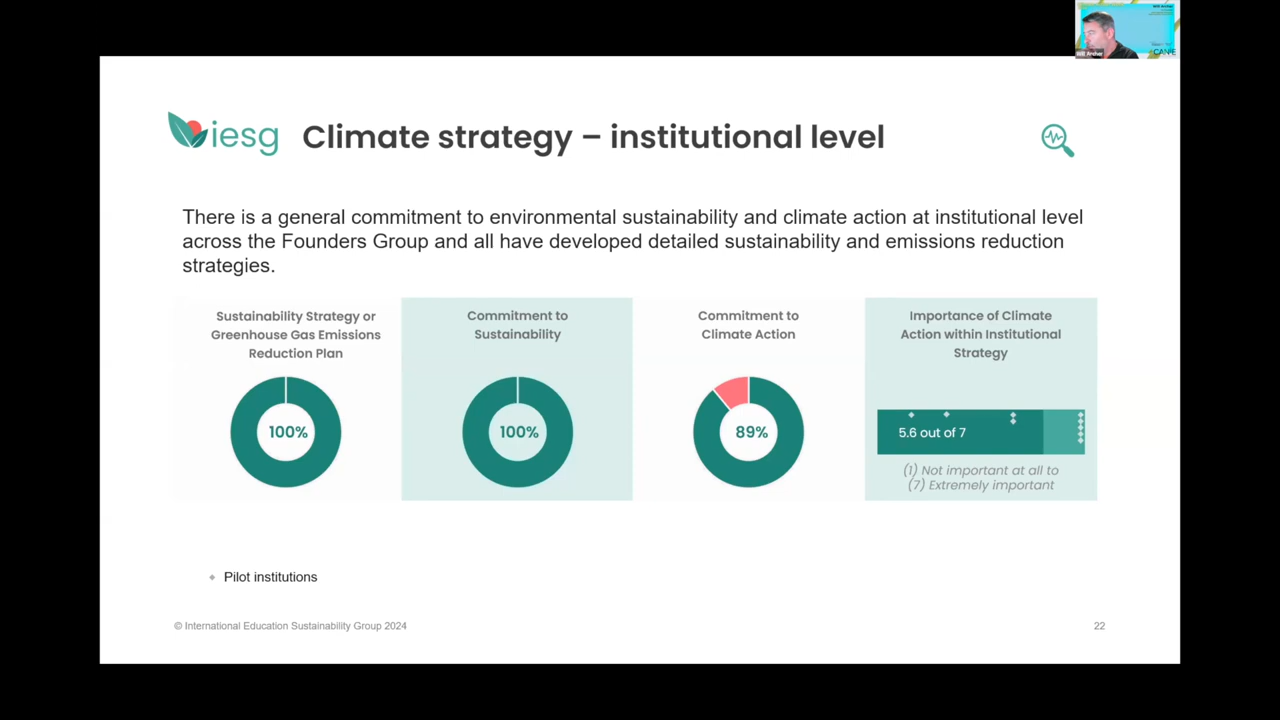 Will Archer
CAN-E
iesg
Climate strategy – institutional level
There is a general commitment to environmental sustainability and climate action at institutional level
across the Founders Group and all have developed detailed sustainability and emissions reduction
strategies.
Sustainability Strategy or
Greenhouse Gas Emissions
Reduction Plan
100%
Commitment to
Sustainability
100%
Commitment to
Climate Action
89%
Importance of Climate
Action within Institutional
Strategy
5.6 out of 7
(1) Not important at all to
(7) Extremely important
Pilot institutions
© International Education Sustainability Group 2024
22